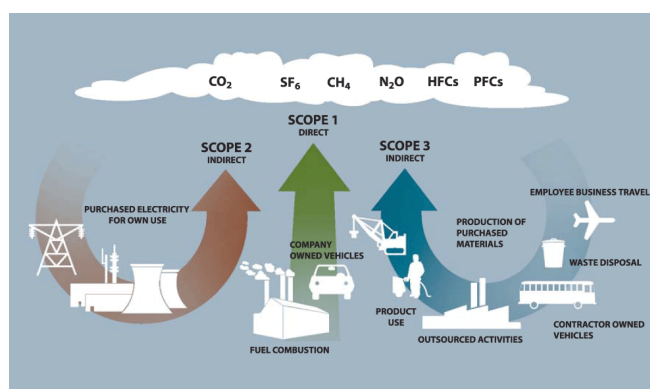 CO₂ SF₆ CH₄ N₂O HFCs PFCs
SCOPE 1
DIRECT
SCOPE 2
INDIRECT
SCOPE 3
INDIRECT
PURCHASED ELECTRICITY
FOR OWN USE
COMPANY
OWNED VEHICLES
FUEL COMBUSTION
PRODUCT
USE
PRODUCTION OF
PURCHASED
MATERIALS
OUTSOURCED ACTIVITIES
EMPLOYEE BUSINESS TRAVEL
WASTE DISPOSAL
CONTRACTOR OWNED
VEHICLES